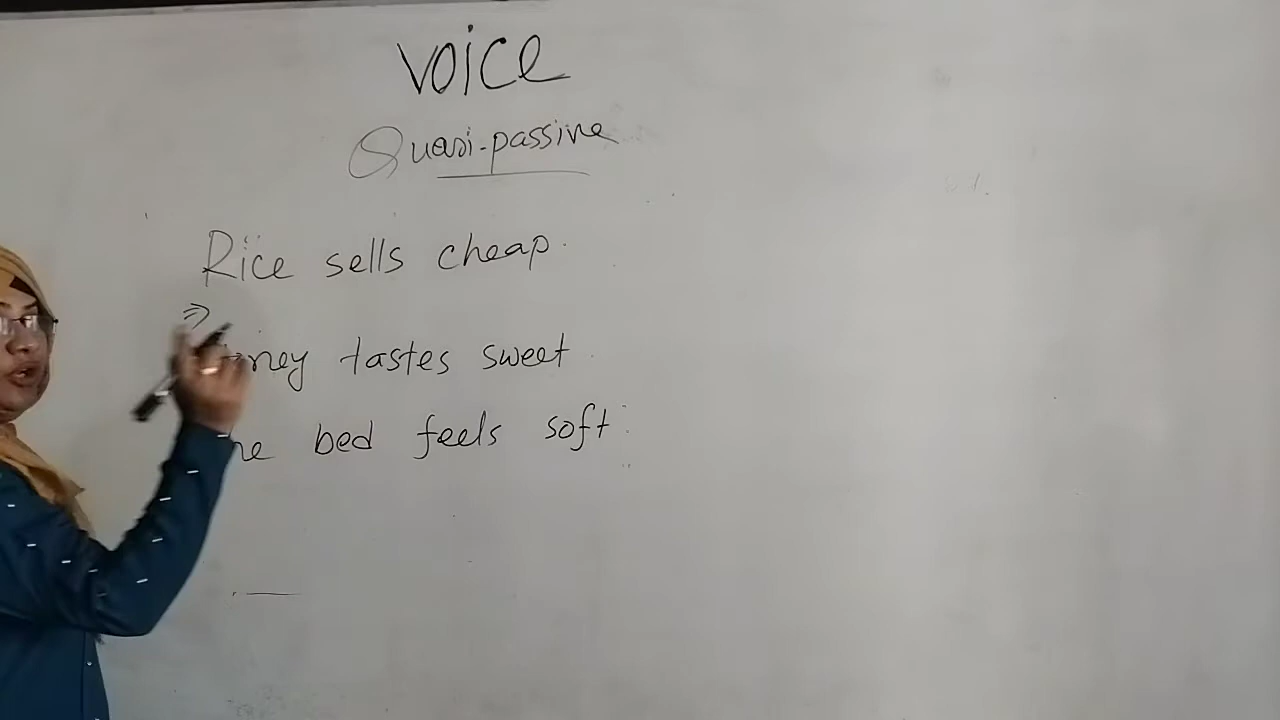 VOICE
Quasi-passive
Rice sells cheap.
⇒
tastes sweet.
bed feels soft.